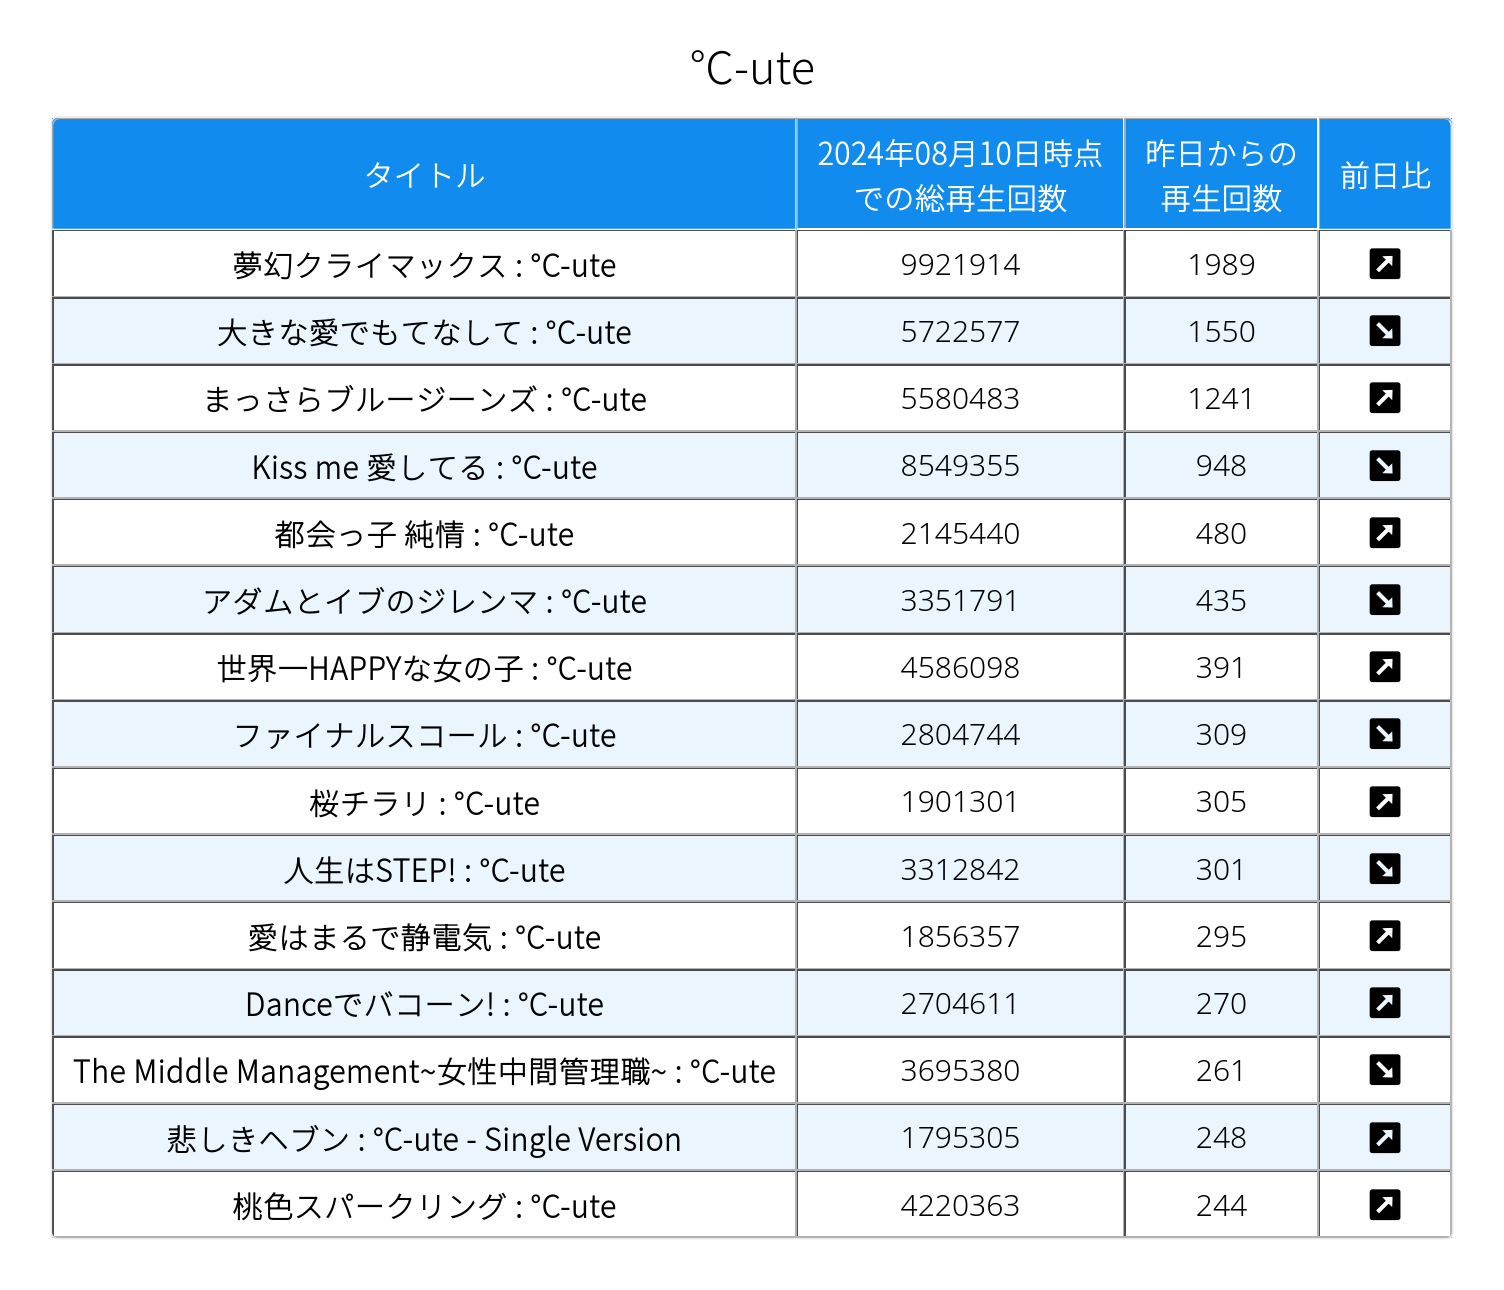 ℃-ute
タイトル
2024年08月10日時点
での総再生回数
昨日からの
再生回数
前日比
夢幻クライマックス : ℃-ute 9921914 1989
大きな愛でもてなして : ℃-ute 5722577 1550
まっさらブルージーンズ : ℃-ute 5580483 1241
Kiss me 愛してる : ℃-ute 8549355 948
都会っ子 純情 : ℃-ute 2145440 480
アダムとイブのジレンマ : ℃-ute 3351791 435
世界一HAPPYな女の子 : ℃-ute 4586098 391
ファイナルスコール : ℃-ute 2804744 309
桜チラリ : ℃-ute 1901301 305
人生はSTEP! : ℃-ute 3312842 301
愛はまるで静電気 : ℃-ute 1856357 295
Danceでバコーン! : ℃-ute 2704611 270
The Middle Management~女性中間管理職~ : ℃-ute 3695380 261
悲しきヘブン : ℃-ute - Single Version 1795305 248
桃色スパークリング : ℃-ute 4220363 244